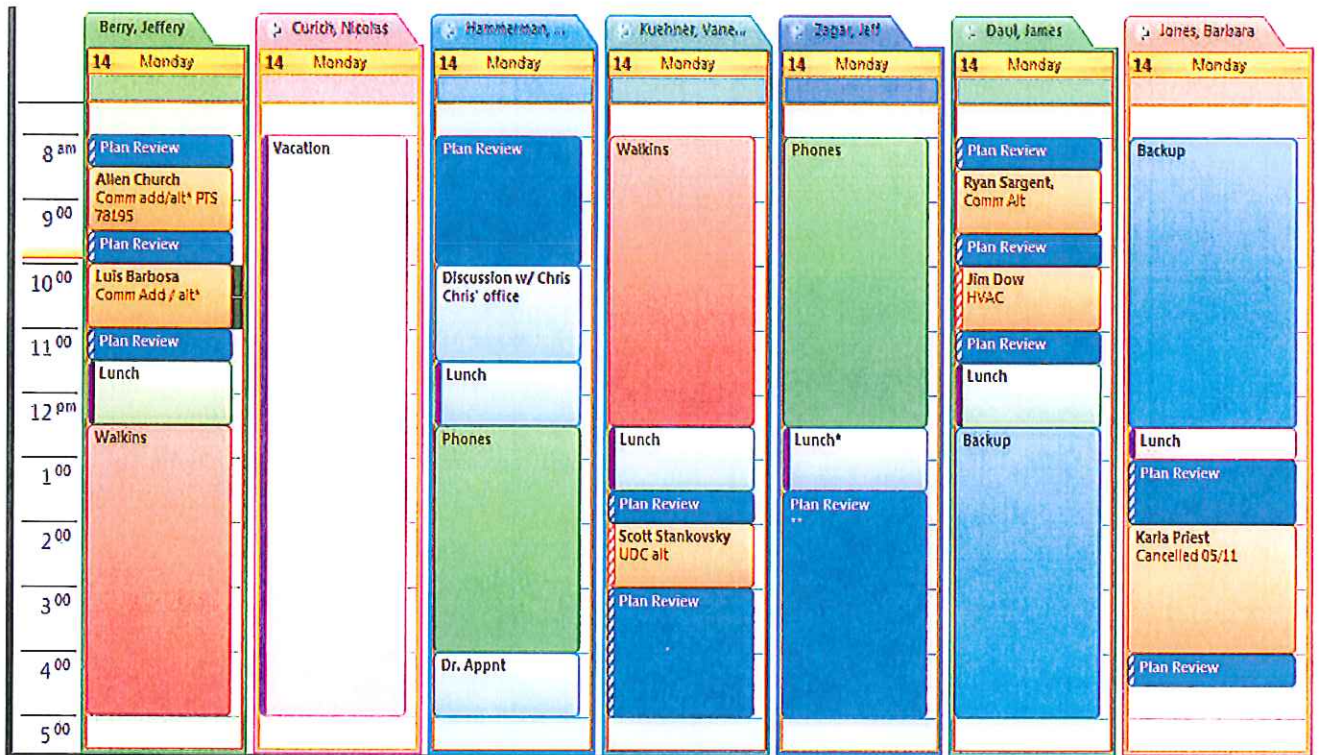 Berry, Jeffery
Curich, Nicolas
Hammerman, ...
Kuehner, Vane...
Zagar, Jeff
Daul, James
Jones, Barbara
14 Monday
14 Monday
14 Monday
14 Monday
14 Monday
14 Monday
14 Monday
8 am
9 00
10 00
11 00
12 pm
1 00
2 00
3 00
4 00
5 00
Plan Review
Allen Church
Comm add/alt* PTS
78195
Plan Review
Luis Barbosa
Comm Add / alt*
Plan Review
Lunch
Walkins
Vacation
Plan Review
Discussion w/ Chris
Chris' office
Lunch
Phones
Dr. Appnt
Walkins
Lunch
Plan Review
Scott Stankovsky
UDC alt
Plan Review
Phones
Lunch*
Plan Review
**
Plan Review
Ryan Sargent,
Comm Alt
Plan Review
Jim Dow
HVAC
Plan Review
Lunch
Backup
Backup
Lunch
Plan Review
Karla Priest
Cancelled 05/11
Plan Review